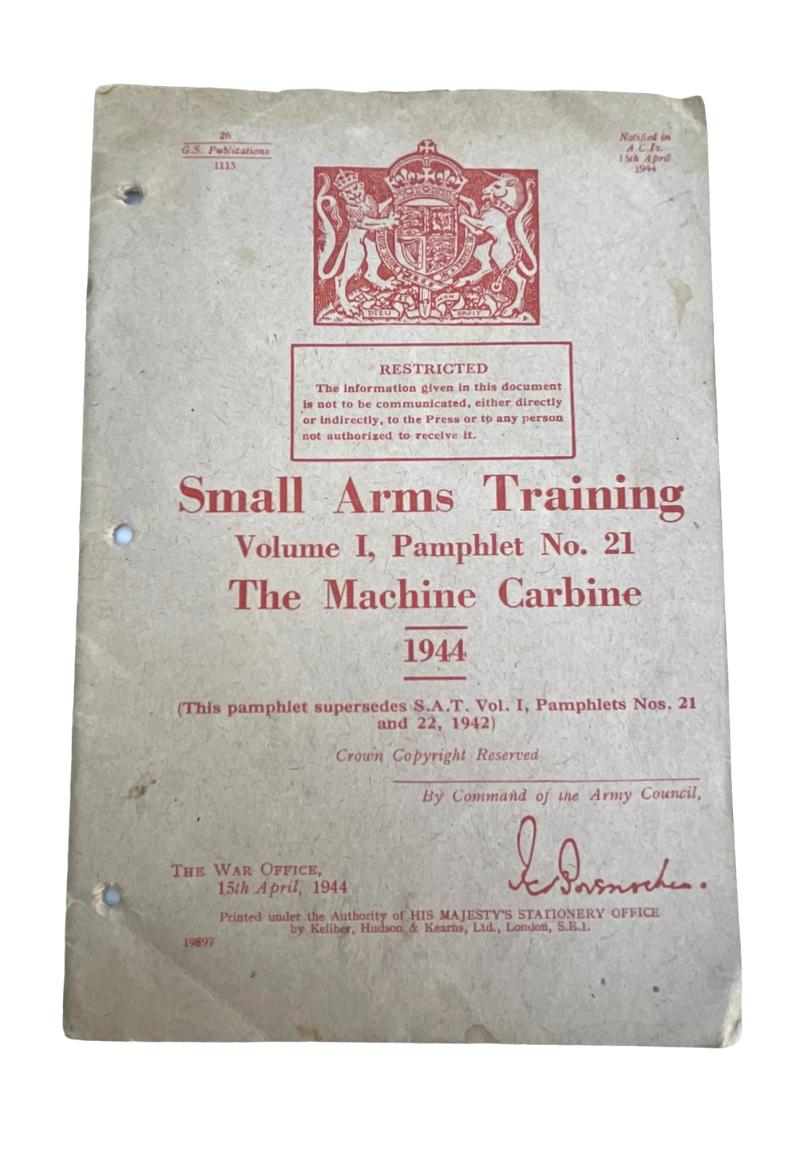 26
G.S. Publications
1115
Notified in
A.C.Is.
15th April
1944
DIEU
MON
DROIT
RESTRICTED
The information given in this document
is not to be communicated, either directly
or indirectly, to the Press or to any person
not authorized to receive it.
Small Arms Training
Volume I, Pamphlet No. 21
The Machine Carbine
1944
(This pamphlet supersedes S.A.T. Vol. I, Pamphlets Nos. 21
and 22, 1942)
Crown Copyright Reserved
By Command of the Army Council,
THE WAR OFFICE,
15th April, 1944
Printed under the Authority of HIS MAJESTY'S STATIONERY OFFICE
by Keliher, Hudson & Kearns, Ltd., London, S.E.1.
19897